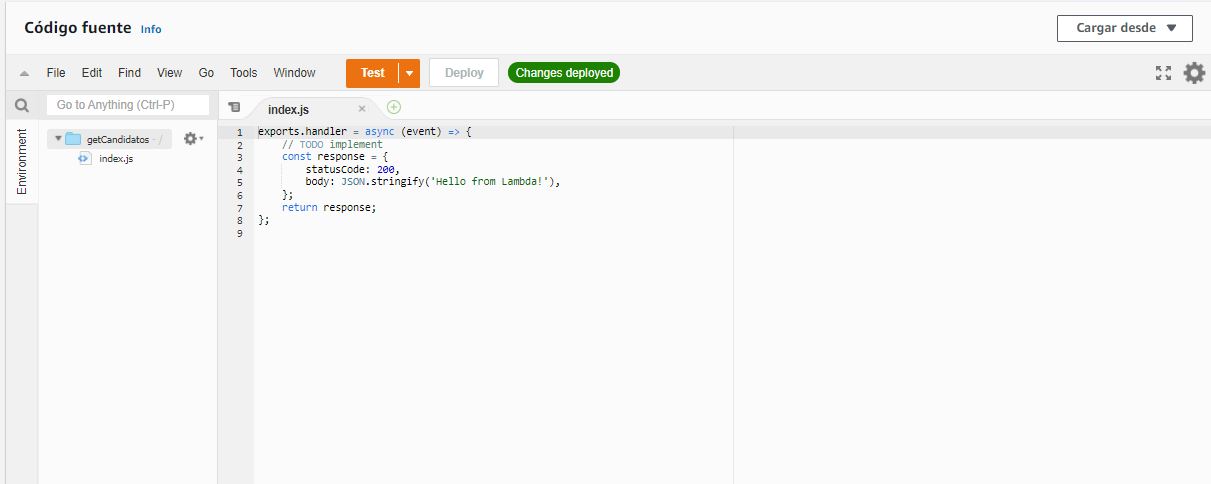 Código fuente Info
Cargar desde
File Edit Find View Go Tools Window Test Deploy Changes deployed
Go to Anything (Ctrl-P)
index.js
Environment
getCandidatos - /
index.js
1 exports.handler = async (event) => {
2 // TODO implement
3 const response = {
4 statusCode: 200,
5 body: JSON.stringify('Hello from Lambda!'),
6 };
7 return response;
8 };
9